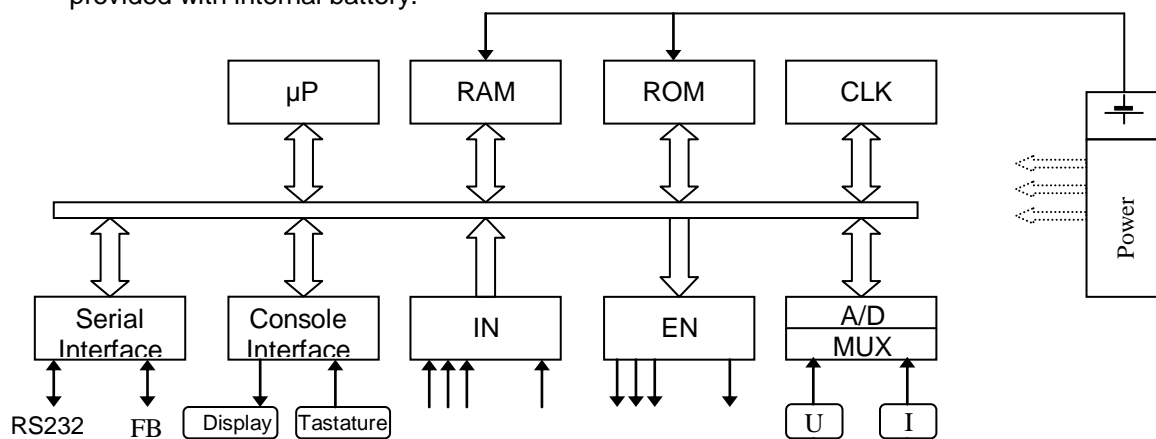 provided with internal battery.
µP
RAM
ROM
CLK
Power
Serial
Interface
Console
Interface
IN
EN
A/D
MUX
RS232
FB
Display
Tastature
U
I